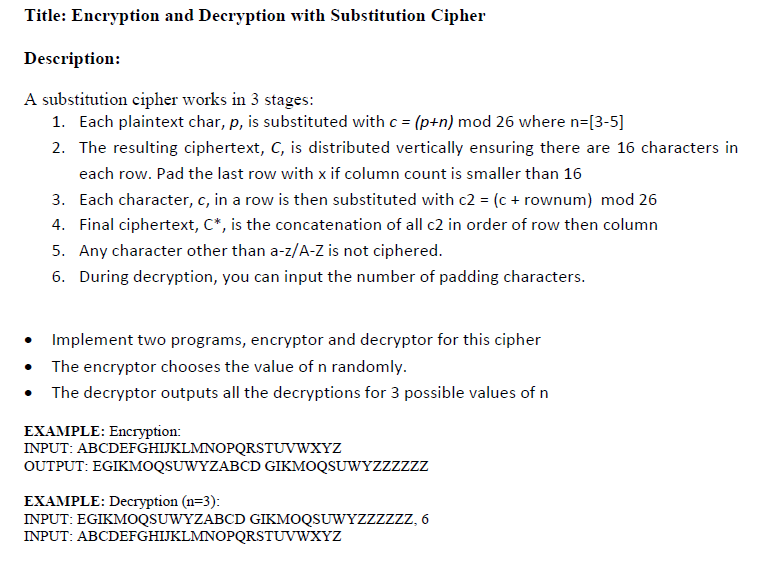 Title: Encryption and Decryption with Substitution Cipher
Description:
A substitution cipher works in 3 stages:
1. Each plaintext char, p, is substituted with c = (p+n) mod 26 where n=[3-5]
2. The resulting ciphertext, C, is distributed vertically ensuring there are 16 characters in
each row. Pad the last row with x if column count is smaller than 16
3. Each character, c, in a row is then substituted with c2 = (c + rownum) mod 26
4. Final ciphertext, C*, is the concatenation of all c2 in order of row then column
5. Any character other than a-z/A-Z is not ciphered.
6. During decryption, you can input the number of padding characters.
• Implement two programs, encryptor and decryptor for this cipher
• The encryptor chooses the value of n randomly.
• The decryptor outputs all the decryptions for 3 possible values of n
EXAMPLE: Encryption:
INPUT: ABCDEFGHIJKLMNOPQRSTUVWXYZ
OUTPUT: EGIKMOQSUWYZABCD GIKMOQSUWYZZZZZZ
EXAMPLE: Decryption (n=3):
INPUT: EGIKMOQSUWYZABCD GIKMOQSUWYZZZZZZ, 6
INPUT: ABCDEFGHIJKLMNOPQRSTUVWXYZ